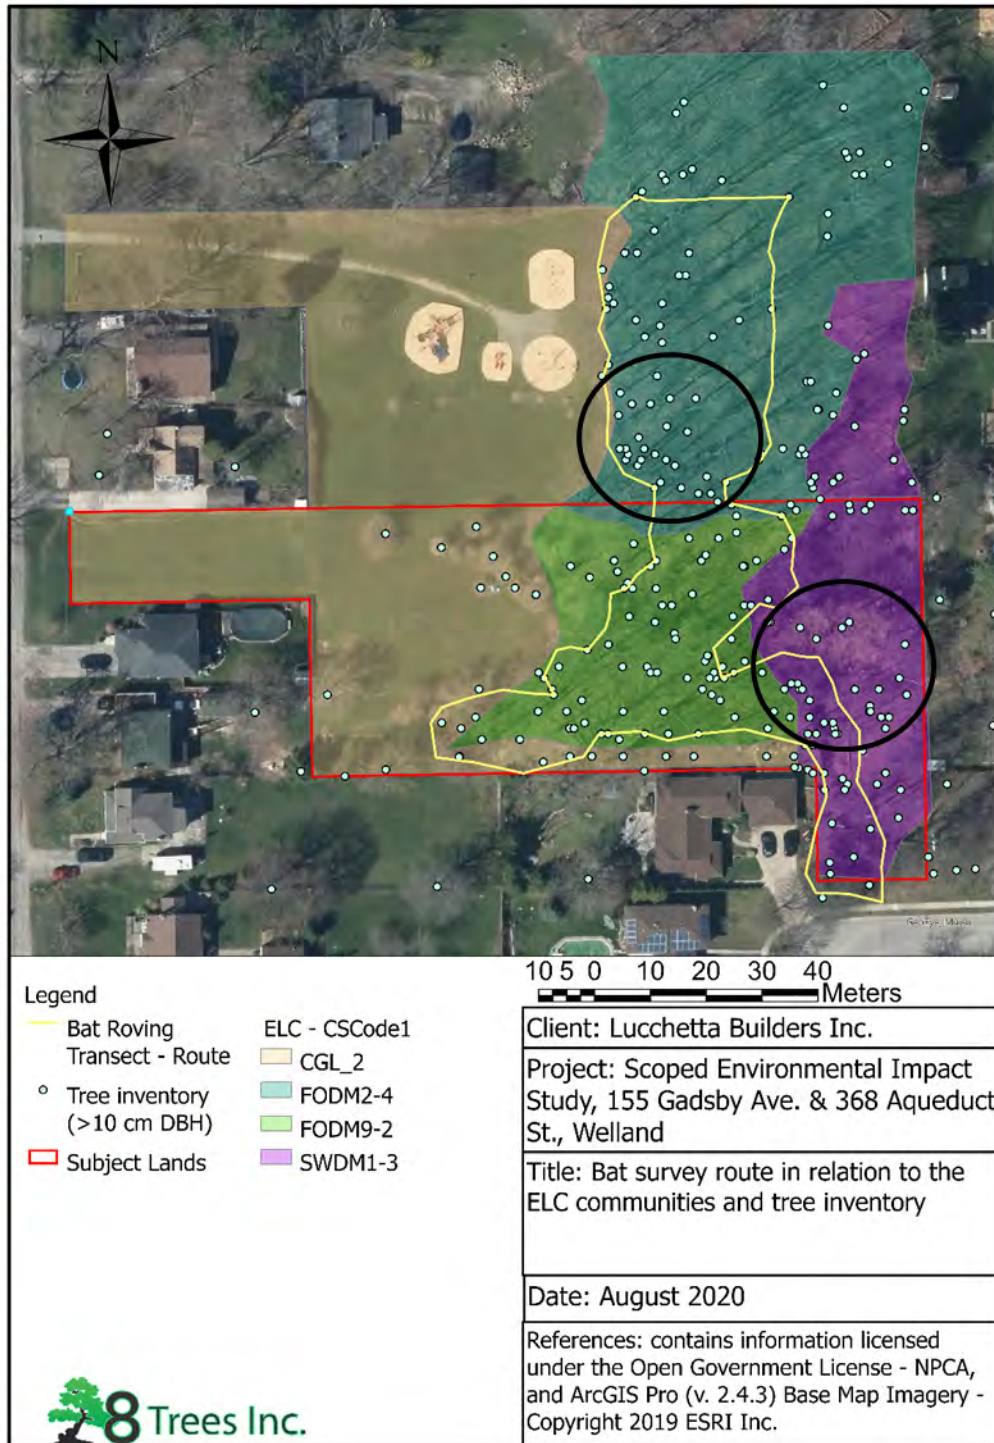 N
Legend
Bat Roving
Transect - Route
Tree inventory
(>10 cm DBH)
Subject Lands
ELC - CSCode1
CGL_2
FODM2-4
FODM9-2
SWDM1-3
10 5 0 10 20 30 40
Meters
Client: Lucchetta Builders Inc.
Project: Scoped Environmental Impact
Study, 155 Gadsby Ave. & 368 Aqueduct
St., Welland
Title: Bat survey route in relation to the
ELC communities and tree inventory
Date: August 2020
References: contains information licensed
under the Open Government License - NPCA,
and ArcGIS Pro (v. 2.4.3) Base Map Imagery -
Copyright 2019 ESRI Inc.
8 Trees Inc.